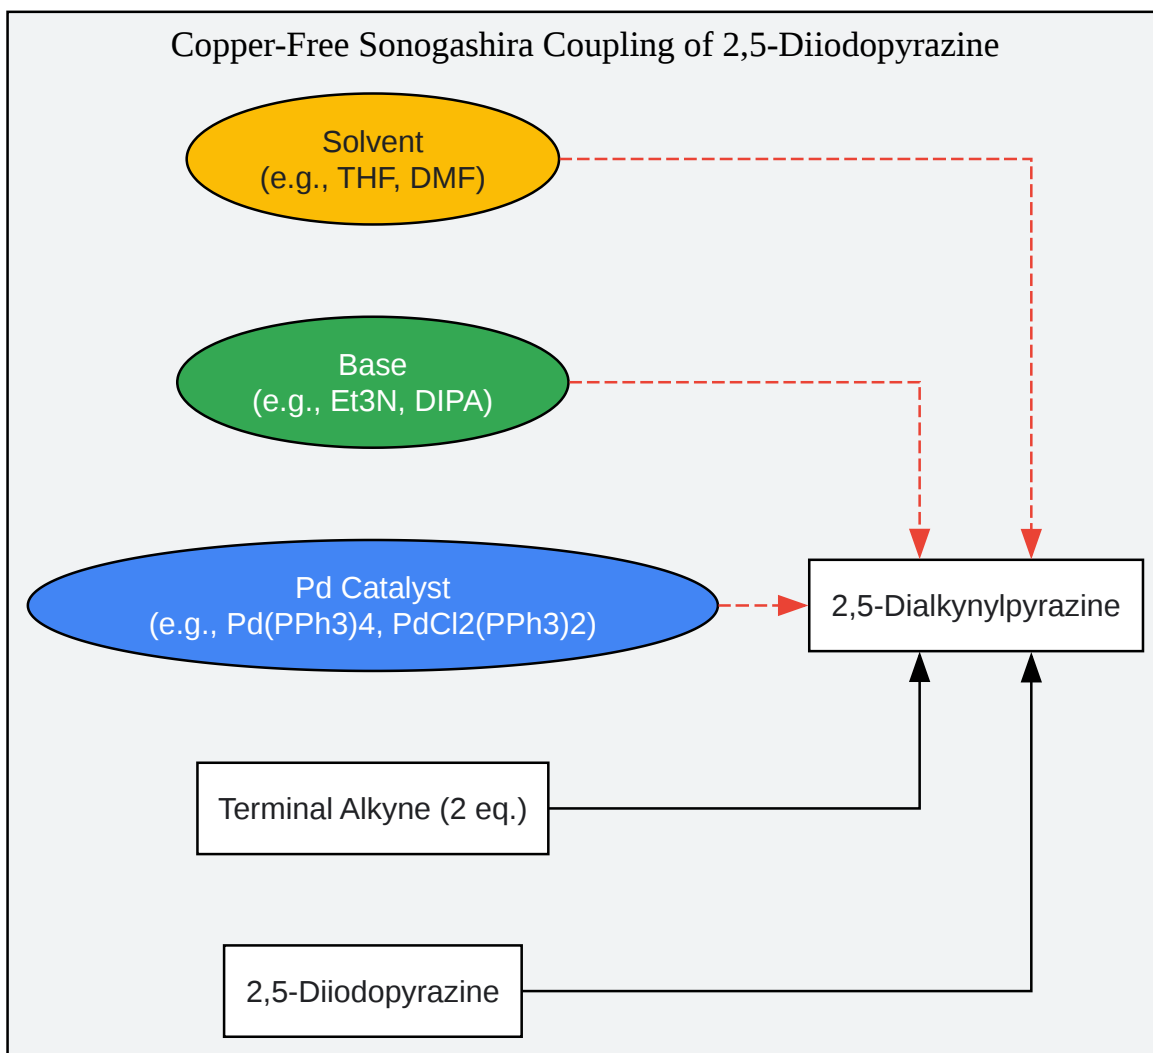 Copper-Free Sonogashira Coupling of 2,5-Diiodopyrazine
Solvent
(e.g., THF, DMF)
Base
(e.g., Et3N, DIPA)
Pd Catalyst
(e.g., Pd(PPh3)4, PdCl2(PPh3)2)
2,5-Dialkynylpyrazine
Terminal Alkyne (2 eq.)
2,5-Diiodopyrazine